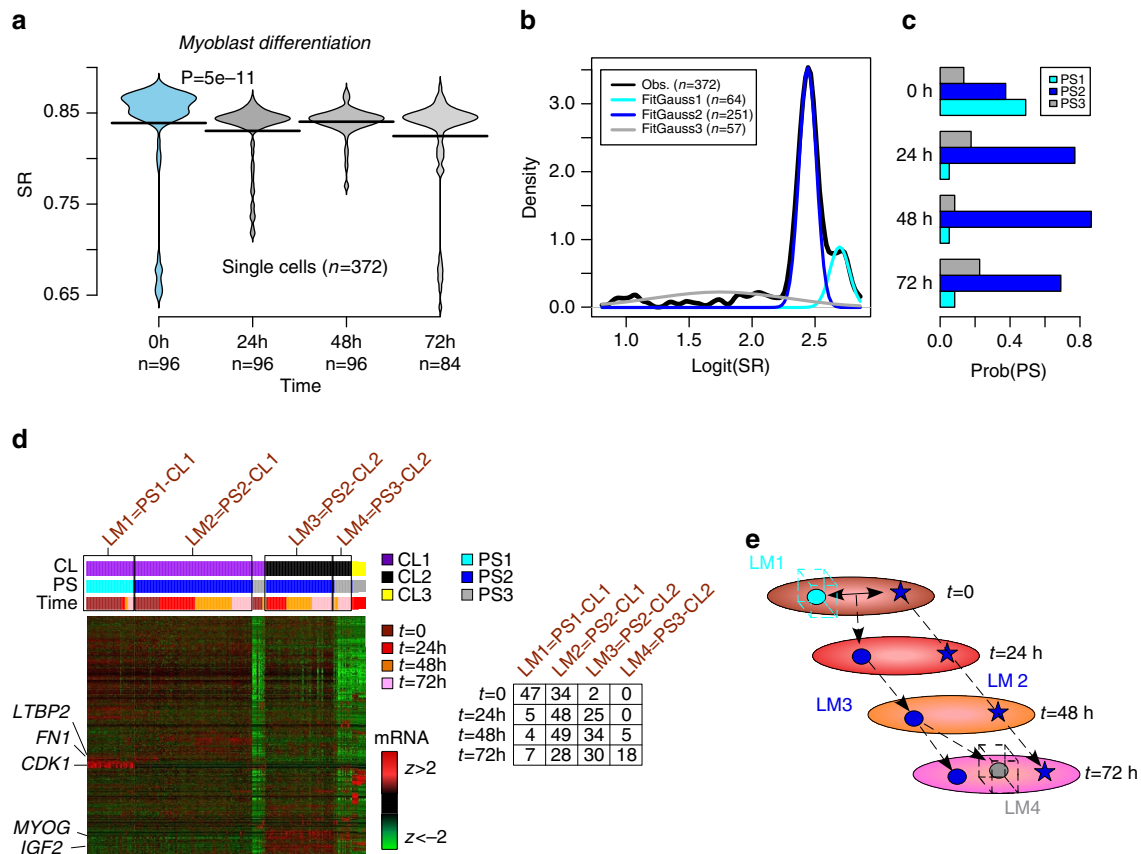 a
Myoblast differentiation
P=5e−11
SR
0.85
0.75
0.65
Single cells (n=372)
0h 24h 48h 72h
n=96 n=96 n=96 n=84
Time
b
Obs. (n=372)
FitGauss1 (n=64)
FitGauss2 (n=251)
FitGauss3 (n=57)
Density
3.0
2.0
1.0
0.0
1.0 1.5 2.0 2.5
Logit(SR)
c
PS1
PS2
PS3
0 h
24 h
48 h
72 h
0.0 0.4 0.8
Prob(PS)
d
LM1=PS1-CL1
LM2=PS2-CL1
LM3=PS2-CL2
LM4=PS3-CL2
CL
PS
Time
CL1
CL2
CL3
PS1
PS2
PS3
t=0
t=24h
t=48h
t=72h
LTBP2
FN1
CDK1
MYOG
IGF2
mRNA
z>2
z<−2
LM1=PS1-CL1
LM2=PS2-CL1
LM3=PS2-CL2
LM4=PS3-CL2
t=0 47 34 2 0
t=24h 5 48 25 0
t=48h 4 49 34 5
t=72h 7 28 30 18
e
LM1
t=0
t=24 h
LM 2
LM3
t=48 h
t=72 h
LM4